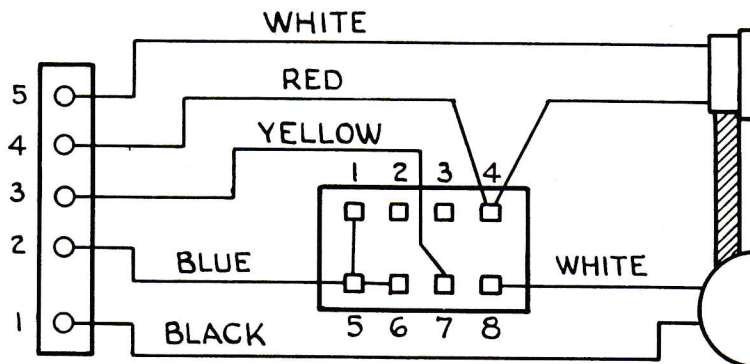 WHITE
5
RED
4
YELLOW
3
1 2 3 4
2
BLUE
WHITE
5 6 7 8
1
BLACK